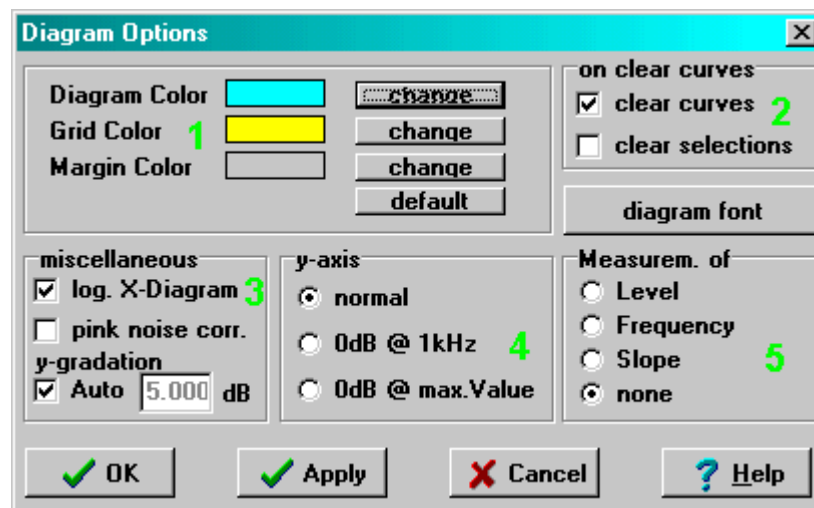 Diagram Options
Diagram Color change
Grid Color 1 change
Margin Color change
default
on clear curves
clear curves 2
clear selections
diagram font
miscellaneous
log. X-Diagram 3
pink noise corr.
y-gradation
Auto 5.000 dB
y-axis
normal
0dB @ 1kHz 4
0dB @ max.Value
Measurem. of
Level
Frequency
Slope 5
none
OK
Apply
Cancel
Help